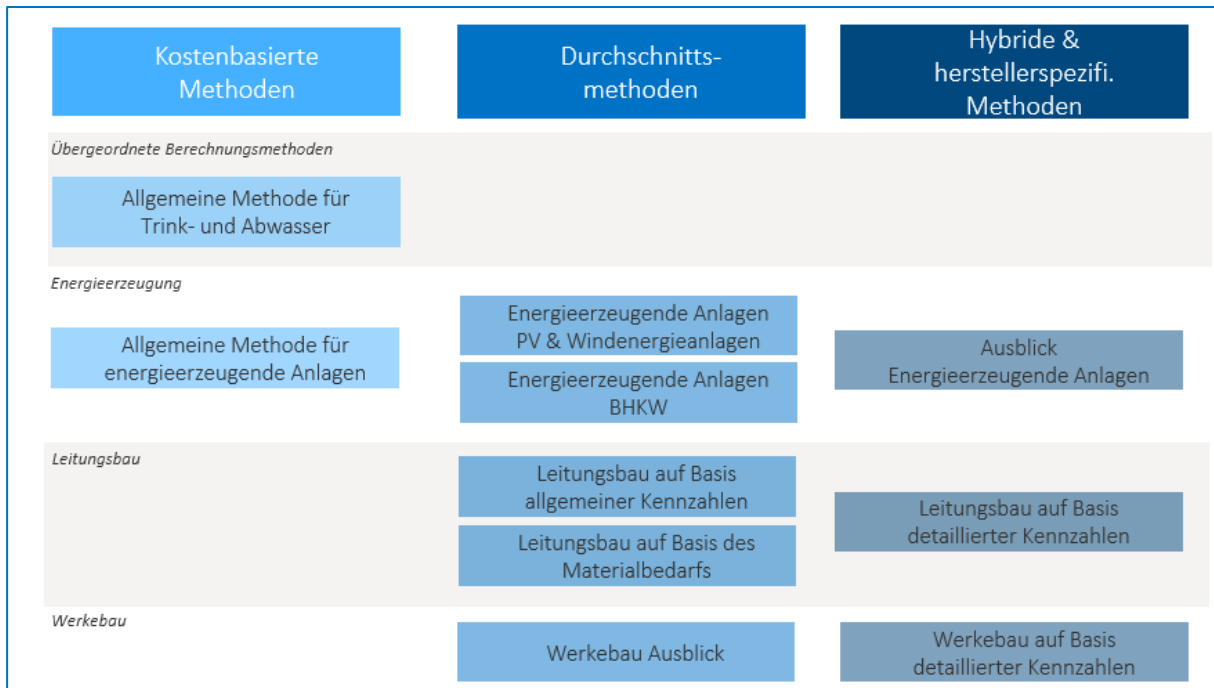 Kostenbasierte
Methoden
Durchschnitts-
methoden
Hybride &
herstellerspezifi.
Methoden
Übergeordnete Berechnungsmethoden
Allgemeine Methode für
Trink- und Abwasser
Energieerzeugung
Allgemeine Methode für
energieerzeugende Anlagen
Energieerzeugende Anlagen
PV & Windenergieanlagen
Energieerzeugende Anlagen
BHKW
Ausblick
Energieerzeugende Anlagen
Leitungsbau
Leitungsbau auf Basis
allgemeiner Kennzahlen
Leitungsbau auf Basis des
Materialbedarfs
Leitungsbau auf Basis
detaillierter Kennzahlen
Werkebau
Werkebau Ausblick
Werkebau auf Basis
detaillierter Kennzahlen